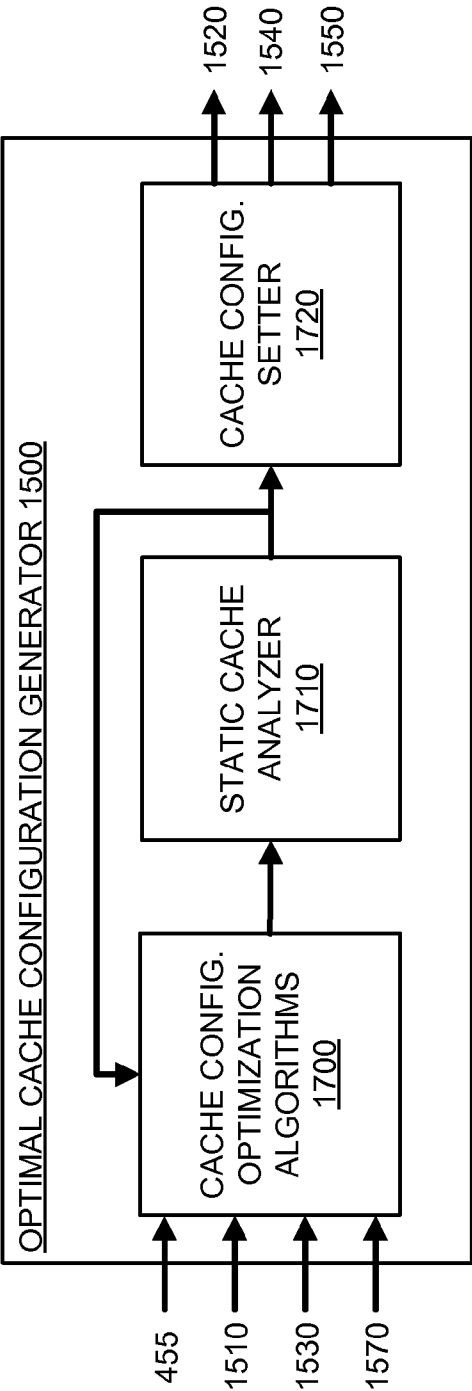 OPTIMAL CACHE CONFIGURATION GENERATOR 1500
455
1510
1530
1570
CACHE CONFIG.
OPTIMIZATION
ALGORITHMS
1700
STATIC CACHE
ANALYZER
1710
CACHE CONFIG.
SETTER
1720
1520
1540
1550